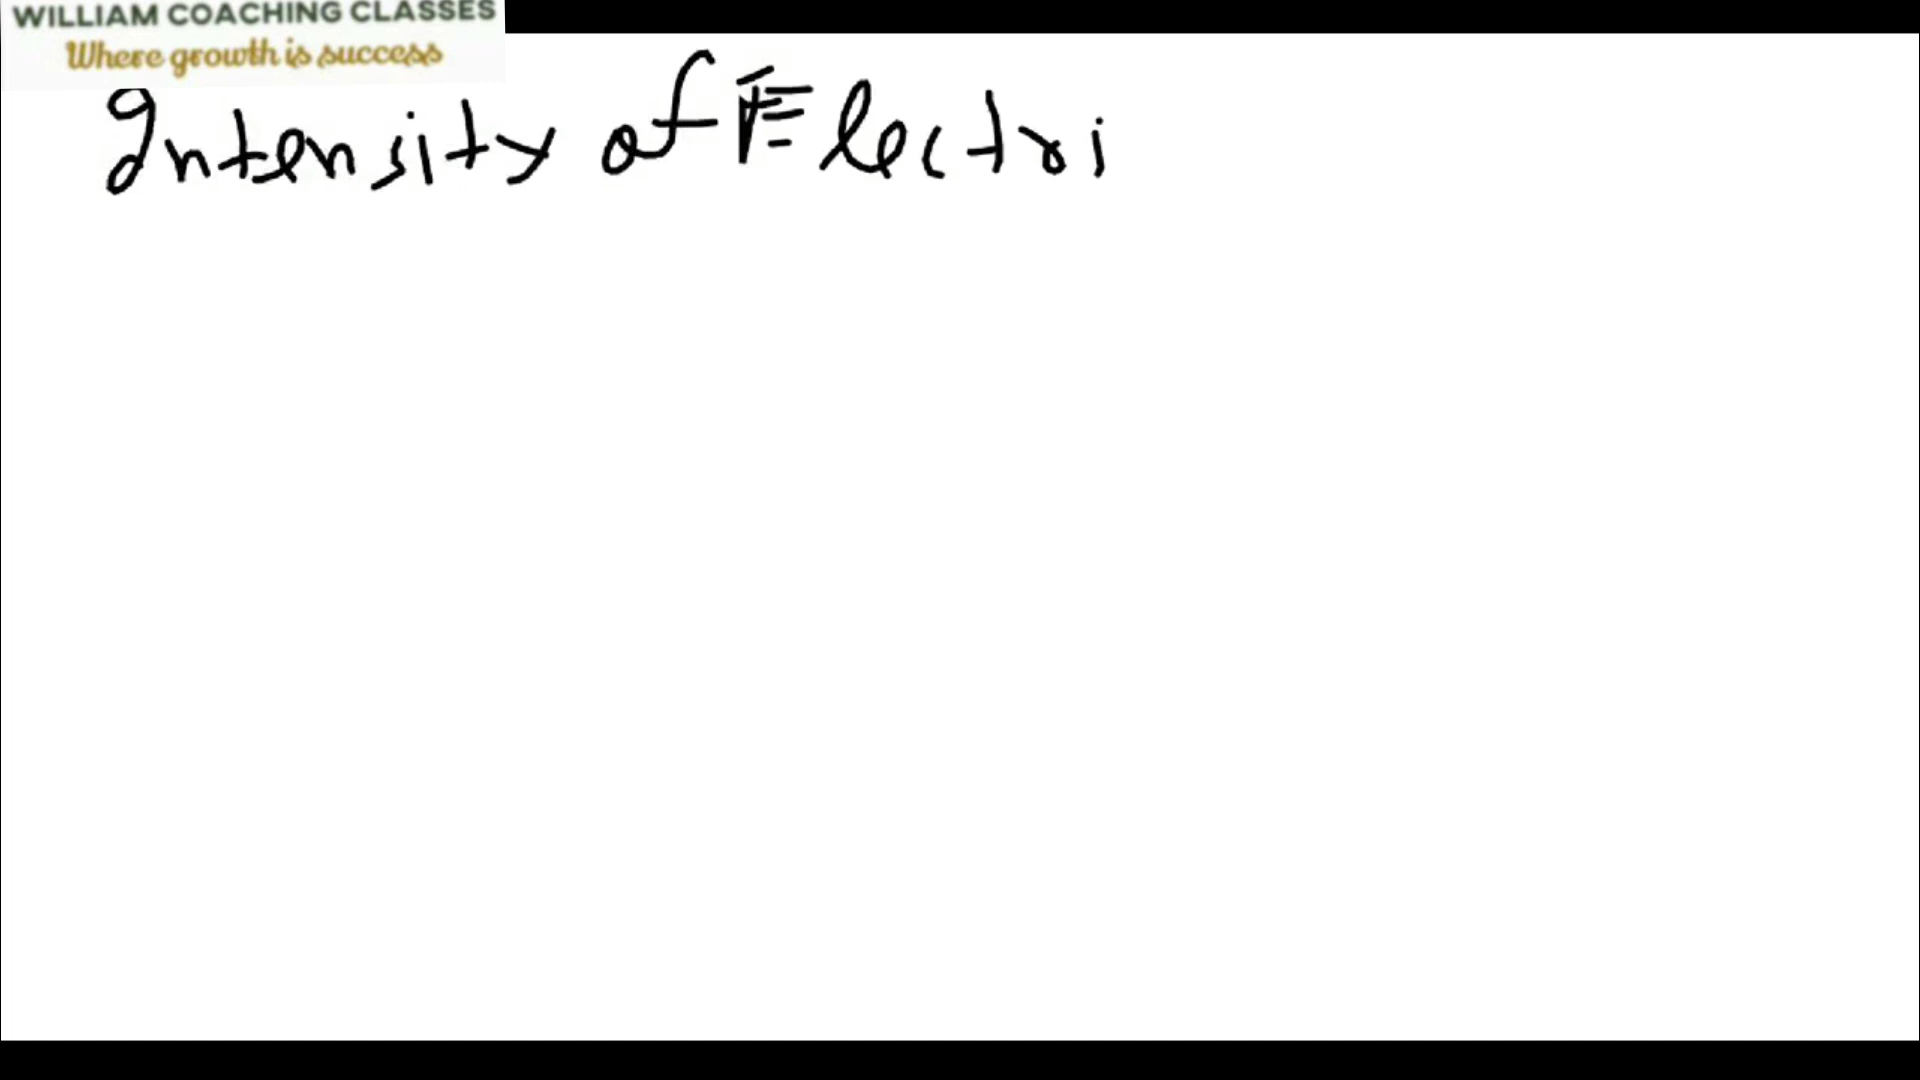 WILLIAM COACHING CLASSES
Where growth is success
Intensity of Electri